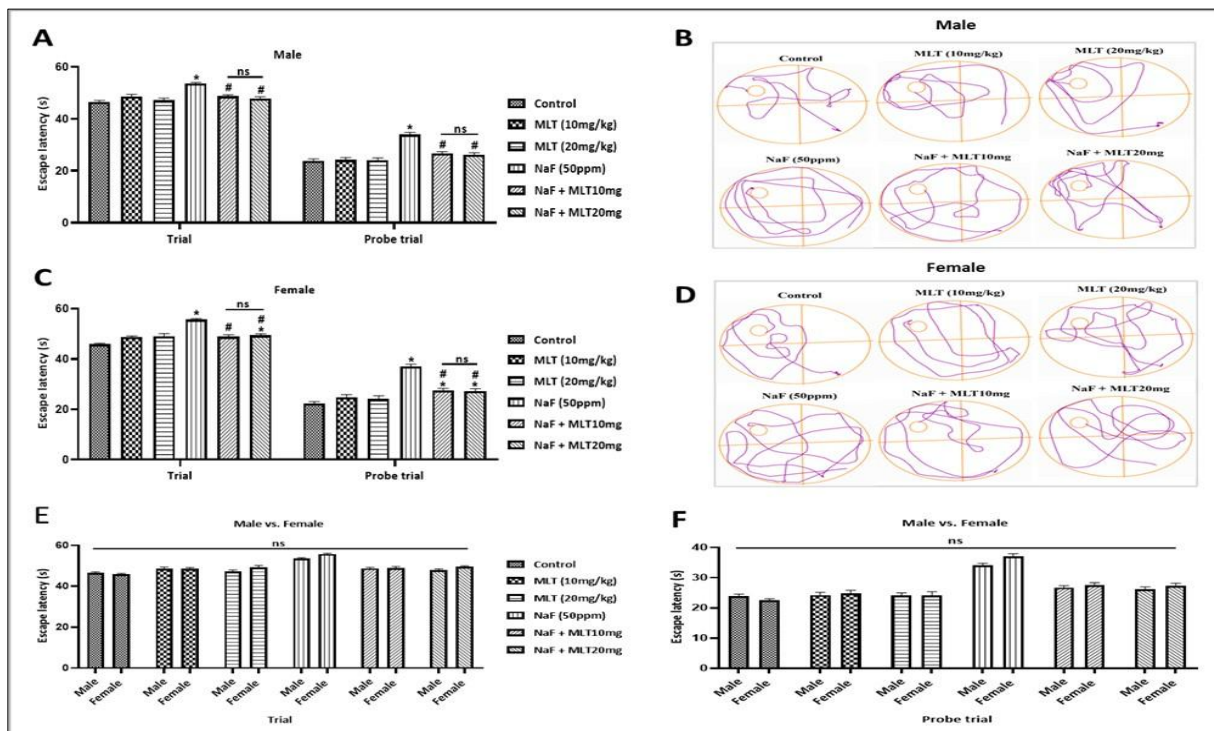 A
Male
Escape latency (s)
60
40
20
0
* # ns #
* # ns #
Trial
Probe trial
Control
MLT (10mg/kg)
MLT (20mg/kg)
NaF (50ppm)
NaF + MLT10mg
NaF + MLT20mg
B
Male
Control
MLT (10mg/kg)
MLT (20mg/kg)
NaF (50ppm)
NaF + MLT10mg
NaF + MLT20mg
C
Female
Escape latency (s)
60
40
20
0
ns
* # # *
ns
* # * # *
Trial
Probe trial
Control
MLT (10mg/kg)
MLT (20mg/kg)
NaF (50ppm)
NaF + MLT10mg
NaF + MLT20mg
D
Female
Control
MLT (10mg/kg)
MLT (20mg/kg)
NaF (50ppm)
NaF + MLT10mg
NaF + MLT20mg
E
Male vs. Female
ns
Escape latency (s)
60
40
20
0
Male Female Male Female Male Female Male Female Male Female Male Female
Trial
Control
MLT (10mg/kg)
MLT (20mg/kg)
NaF (50ppm)
NaF + MLT10mg
NaF + MLT20mg
F
Male vs. Female
ns
Escape latency (s)
40
30
20
10
0
Male Female Male Female Male Female Male Female Male Female Male Female
Probe trial